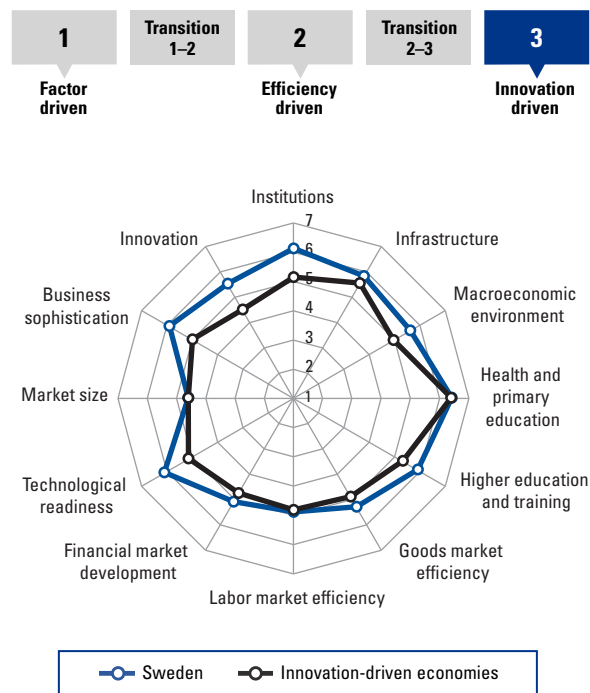 1
Transition
1–2
2
Transition
2–3
3
Factor
driven
Efficiency
driven
Innovation
driven
Institutions
7
Innovation
Infrastructure
6
5
Business
sophistication
Macroeconomic
environment
4
3
2
Market size
1
Health and
primary
education
Technological
readiness
Higher education
and training
Financial market
development
Goods market
efficiency
Labor market efficiency
Sweden
Innovation-driven economies